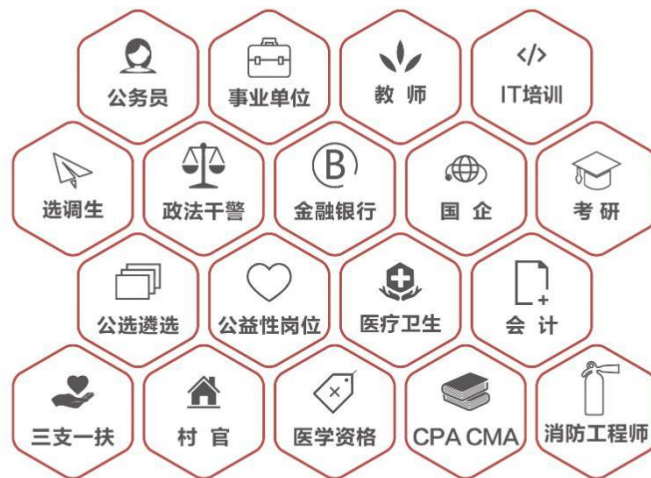 公务员
事业单位
教 师
IT培训
选调生
政法干警
金融银行
国 企
考 研
公选遴选
公益性岗位
医疗卫生
会 计
三支一扶
村 官
医学资格
CPA CMA
消防工程师